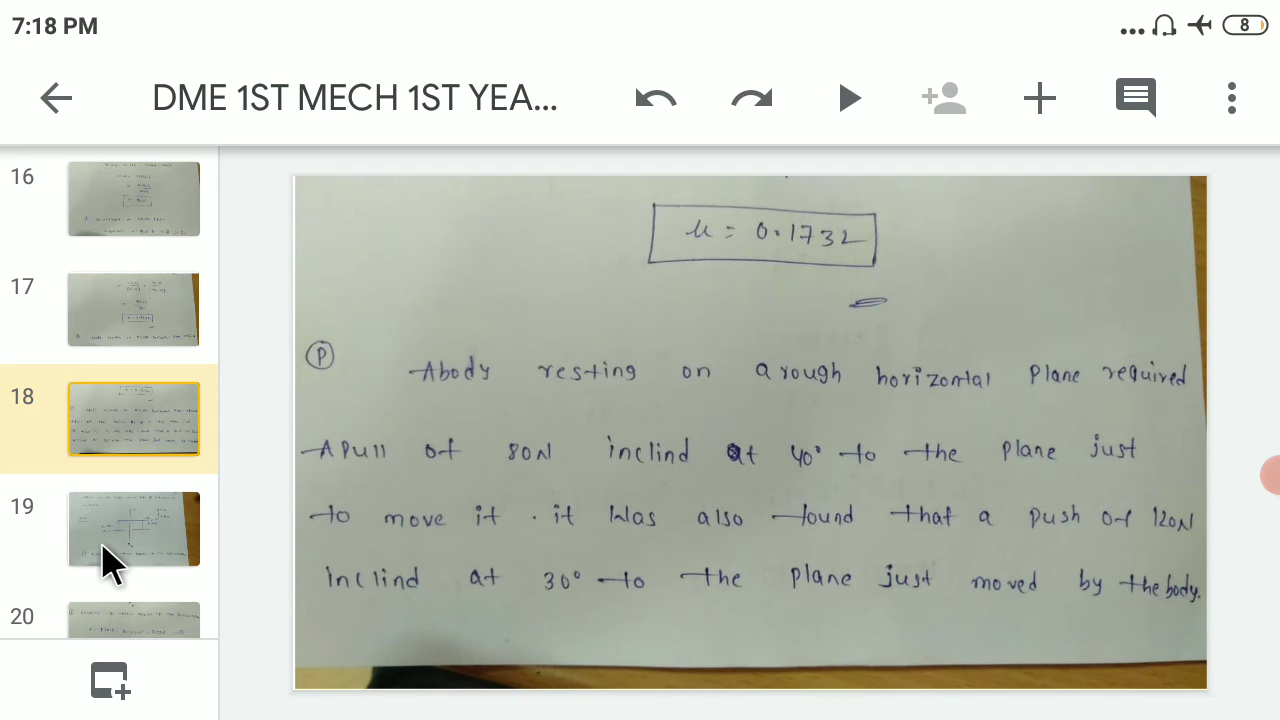 7:18 PM
8
DME 1ST MECH 1ST YEA...
16
17
18
19
20
μ = 0.1732
P
A body resting on a rough horizontal plane required
A pull of 80N inclind at 40° to the plane just
to move it . it was also found that a push of 120N
inclind at 30° to the plane just moved by the body.